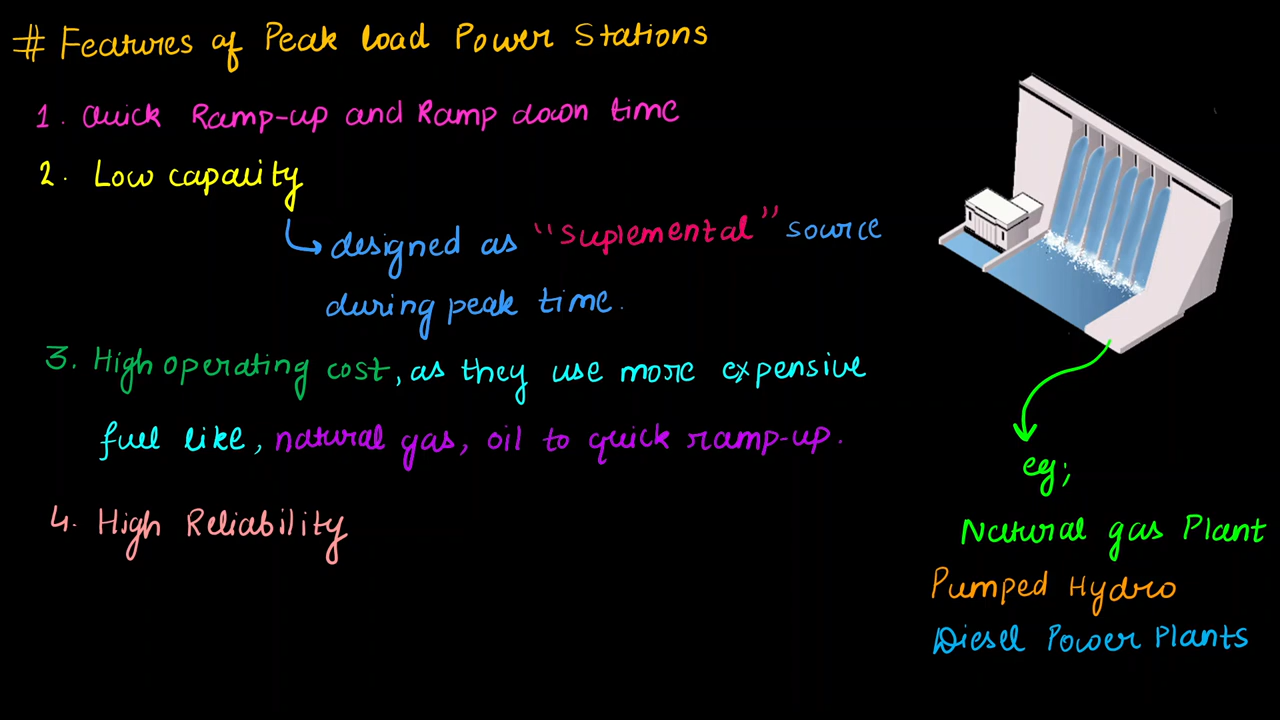 # Features of Peak Load Power Stations
1. Quick Ramp-up and Ramp down time
2. Low capacity
designed as "suplemental" source
during peak time.
3. High operating cost, as they use more expensive
fuel like, natural gas, oil to quick ramp-up.
4. High Reliability
eg;
Natural gas Plant
Pumped Hydro
Diesel Power Plants